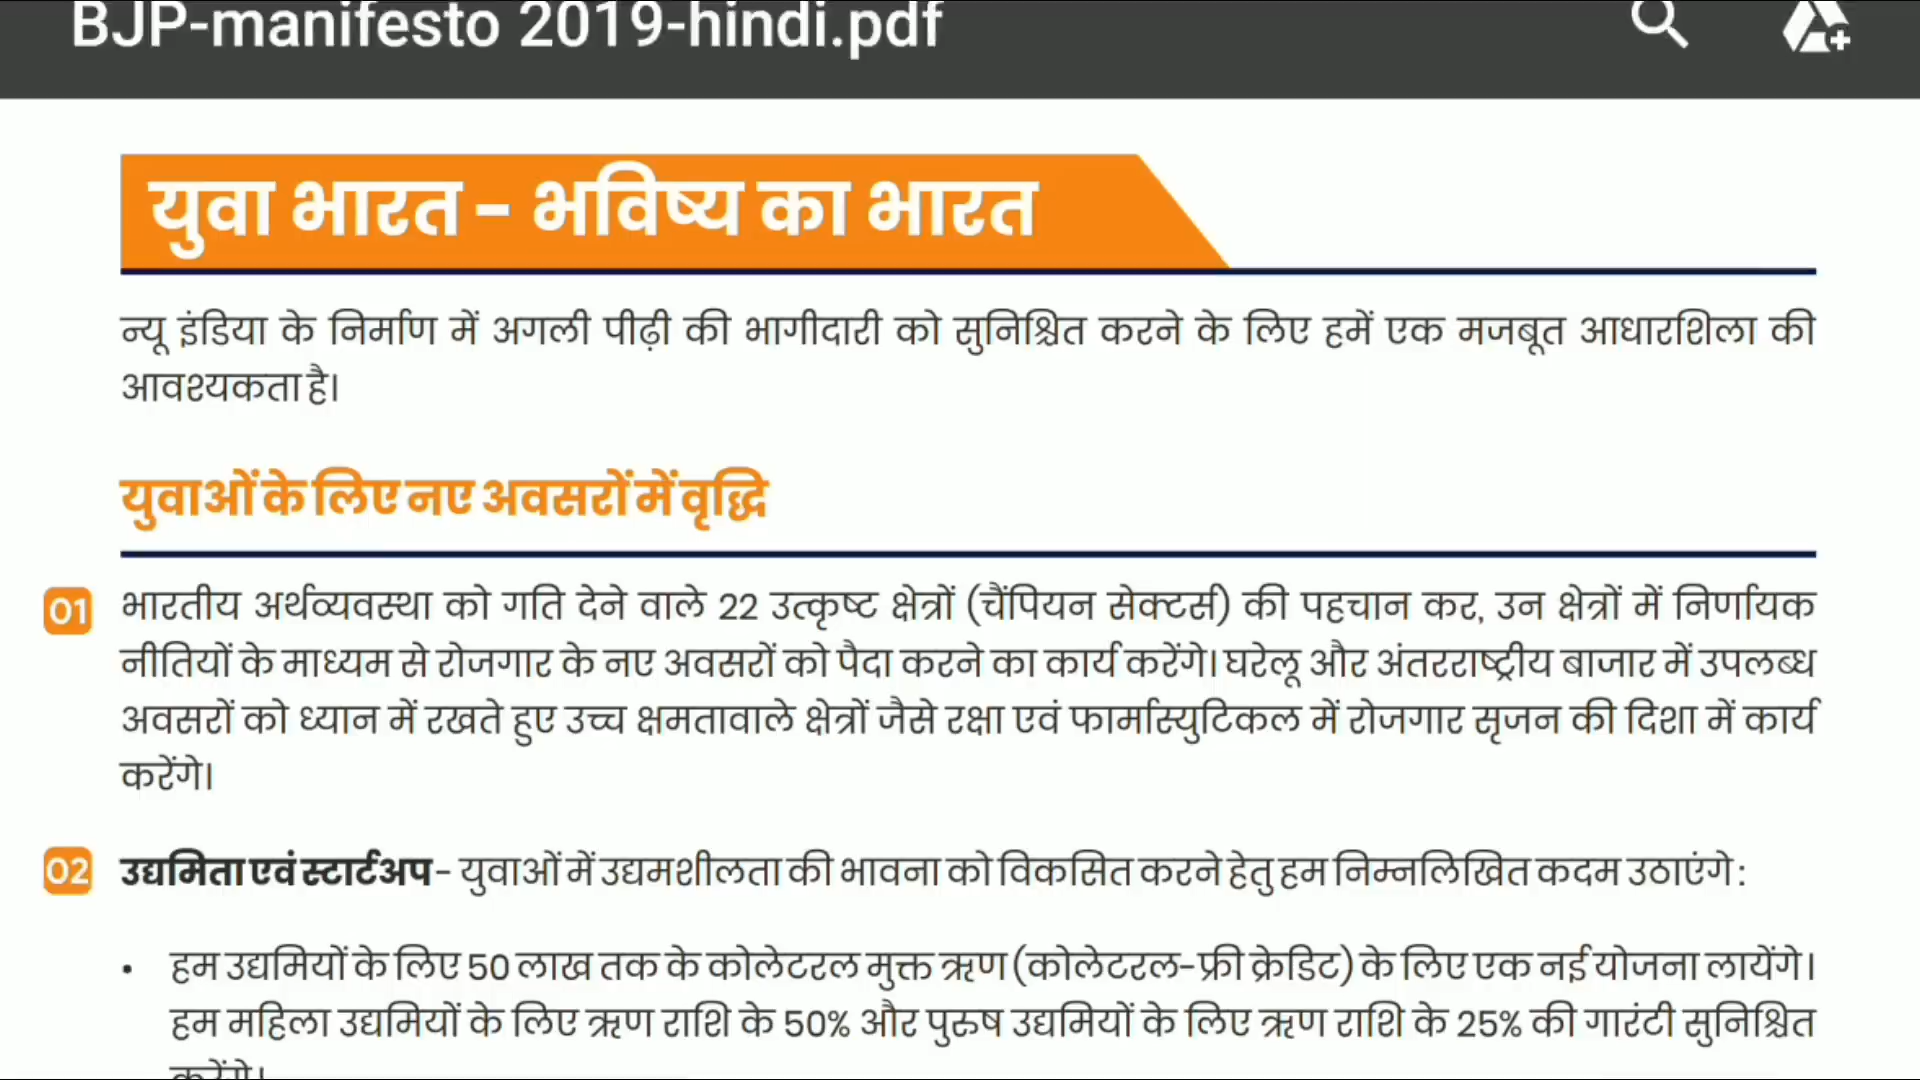 BJP-manifesto 2019-hindi.pdf
युवा भारत - भविष्य का भारत
न्यू इंडिया के निर्माण में अगली पीढ़ी की भागीदारी को सुनिश्चित करने के लिए हमें एक मजबूत आधारशिला की
आवश्यकता है।
युवाओं के लिए नए अवसरों में वृद्धि
01 भारतीय अर्थव्यवस्था को गति देने वाले 22 उत्कृष्ट क्षेत्रों (चैंपियन सेक्टर्स) की पहचान कर, उन क्षेत्रों में निर्णायक
नीतियों के माध्यम से रोजगार के नए अवसरों को पैदा करने का कार्य करेंगे। घरेलू और अंतरराष्ट्रीय बाजार में उपलब्ध
अवसरों को ध्यान में रखते हुए उच्च क्षमतावाले क्षेत्रों जैसे रक्षा एवं फार्मास्युटिकल में रोजगार सृजन की दिशा में कार्य
करेंगे।
02 उद्यमिता एवं स्टार्टअप- युवाओं में उद्यमशीलता की भावना को विकसित करने हेतु हम निम्नलिखित कदम उठाएंगे :
• हम उद्यमियों के लिए 50 लाख तक के कोलेटरल मुक्त ऋण (कोलेटरल-फ्री क्रेडिट) के लिए एक नई योजना लायेंगे।
हम महिला उद्यमियों के लिए ऋण राशि के 50% और पुरुष उद्यमियों के लिए ऋण राशि के 25% की गारंटी सुनिश्चित
करेंगे।